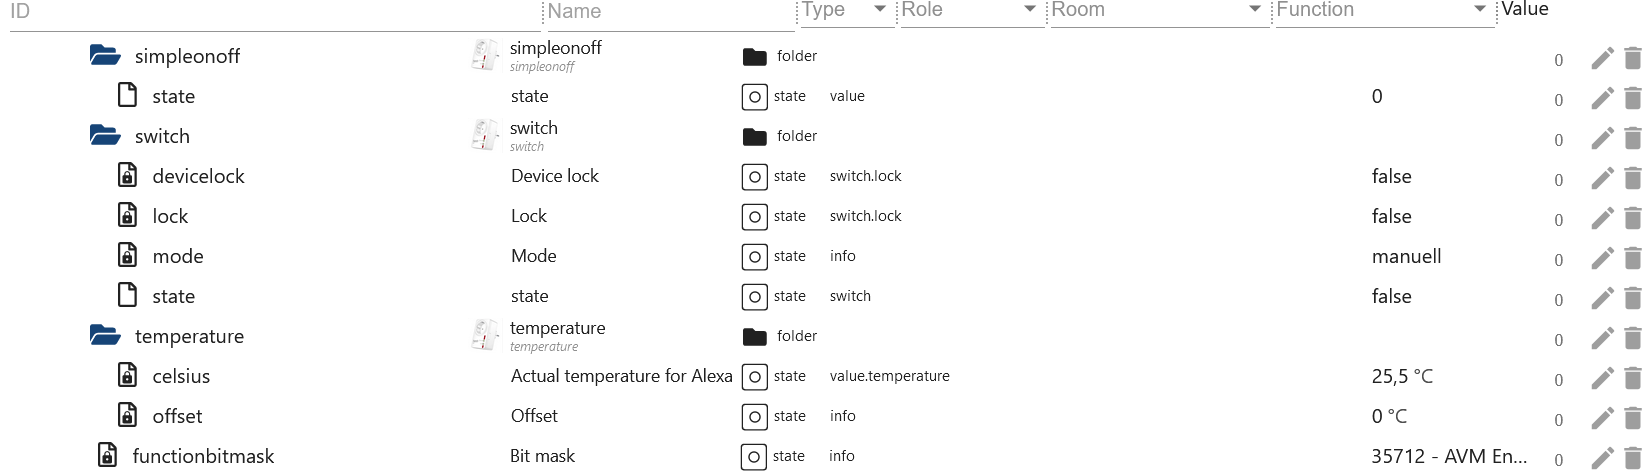 ID Name Type Role Room Function Value
simpleonoff simpleonoff folder 0
simpleonoff
state state state value 0 0
switch switch folder 0
switch
devicelock Device lock state switch.lock false 0
lock Lock state switch.lock false 0
mode Mode state info manuell 0
state state state switch false 0
temperature temperature folder 0
temperature
celsius Actual temperature for Alexa state value.temperature 25,5 °C 0
offset Offset state info 0 °C 0
functionbitmask Bit mask state info 35712 - AVM En... 0